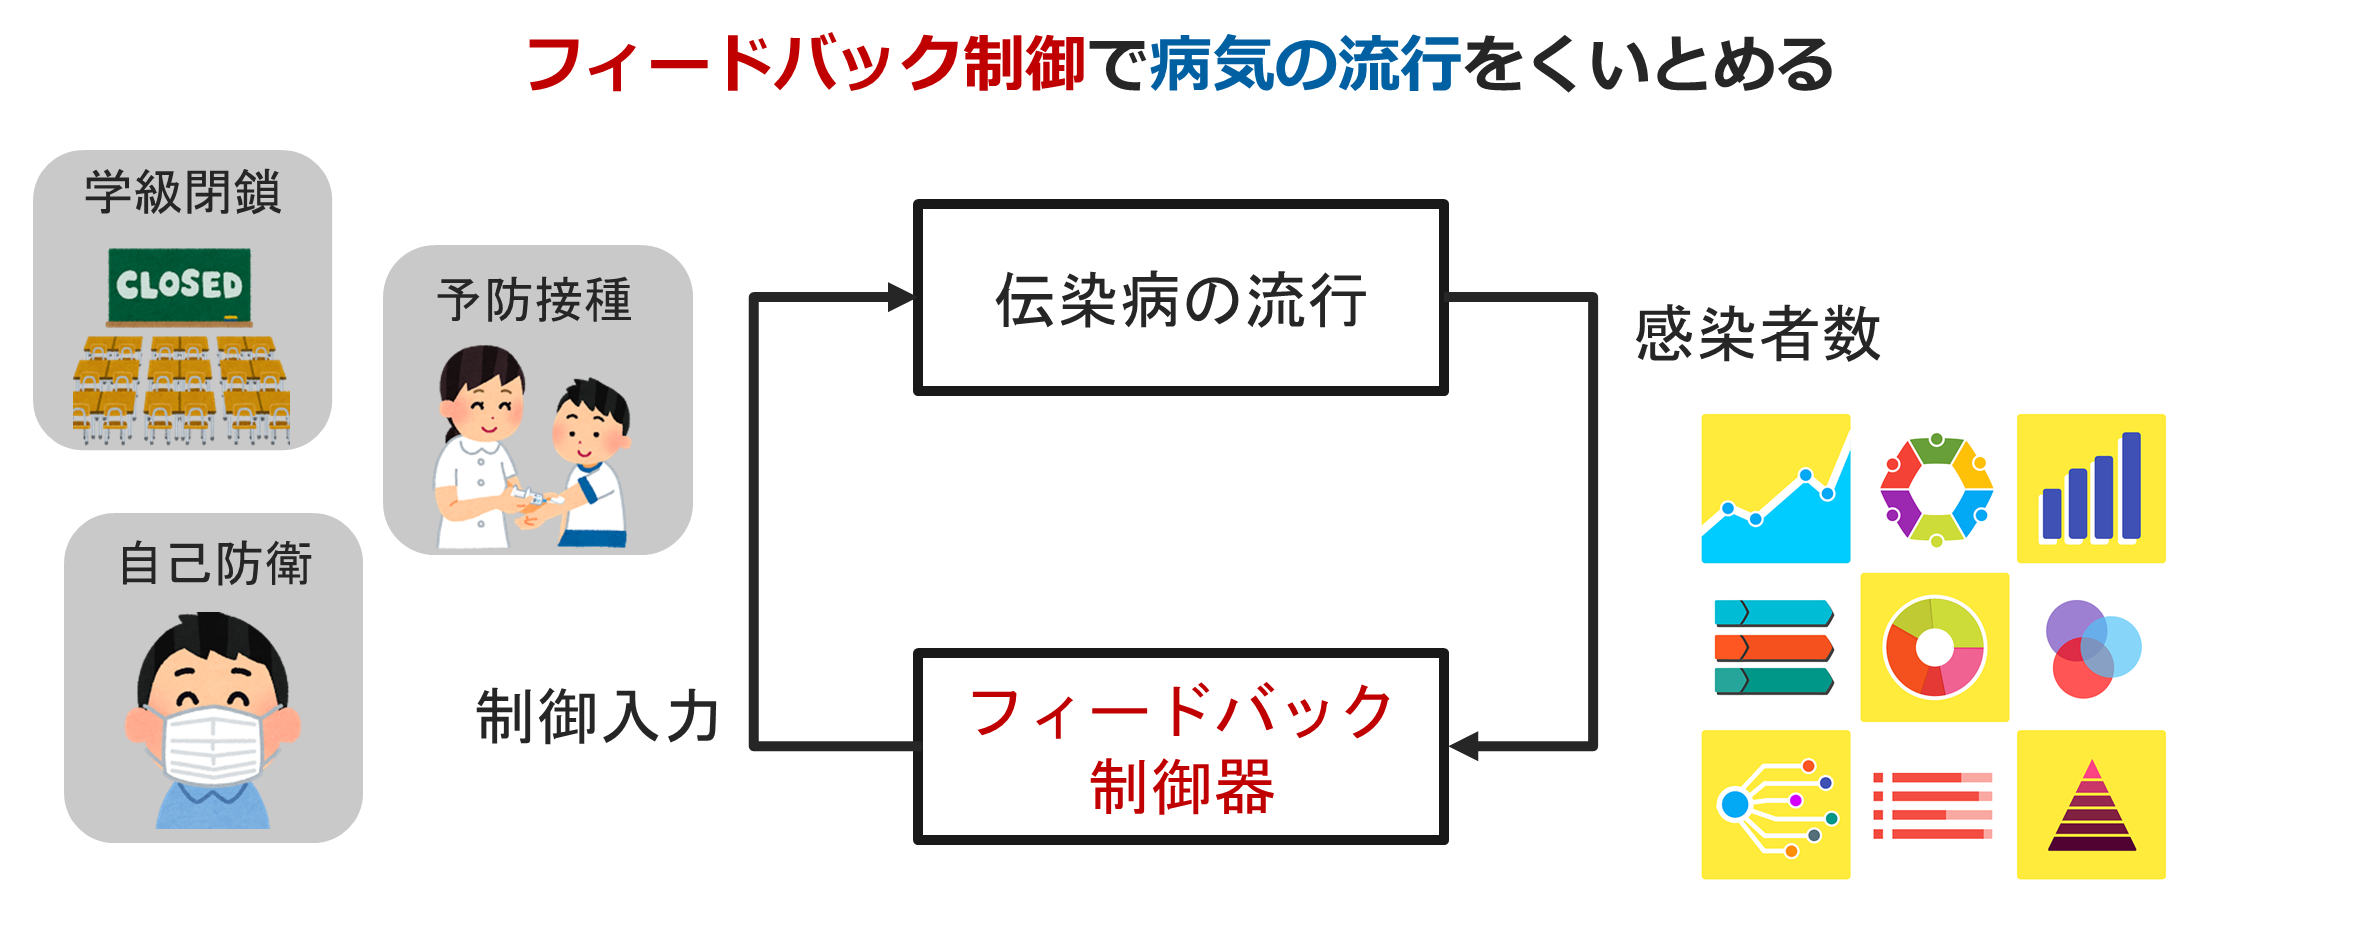 フィードバック制御で病気の流行をくいとめる
学級閉鎖
CLOSED
予防接種
自己防衛
制御入力
伝染病の流行
フィードバック
制御器
感染者数